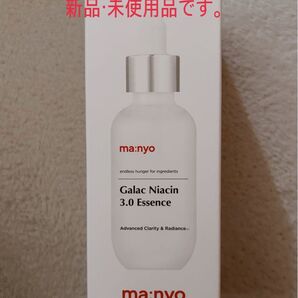 新品·未使用品です。
ma:nyo
endless hunger for ingredients
Galac Niacin
3.0 Essence
Advanced Clarity & Radiance
ma:nyo